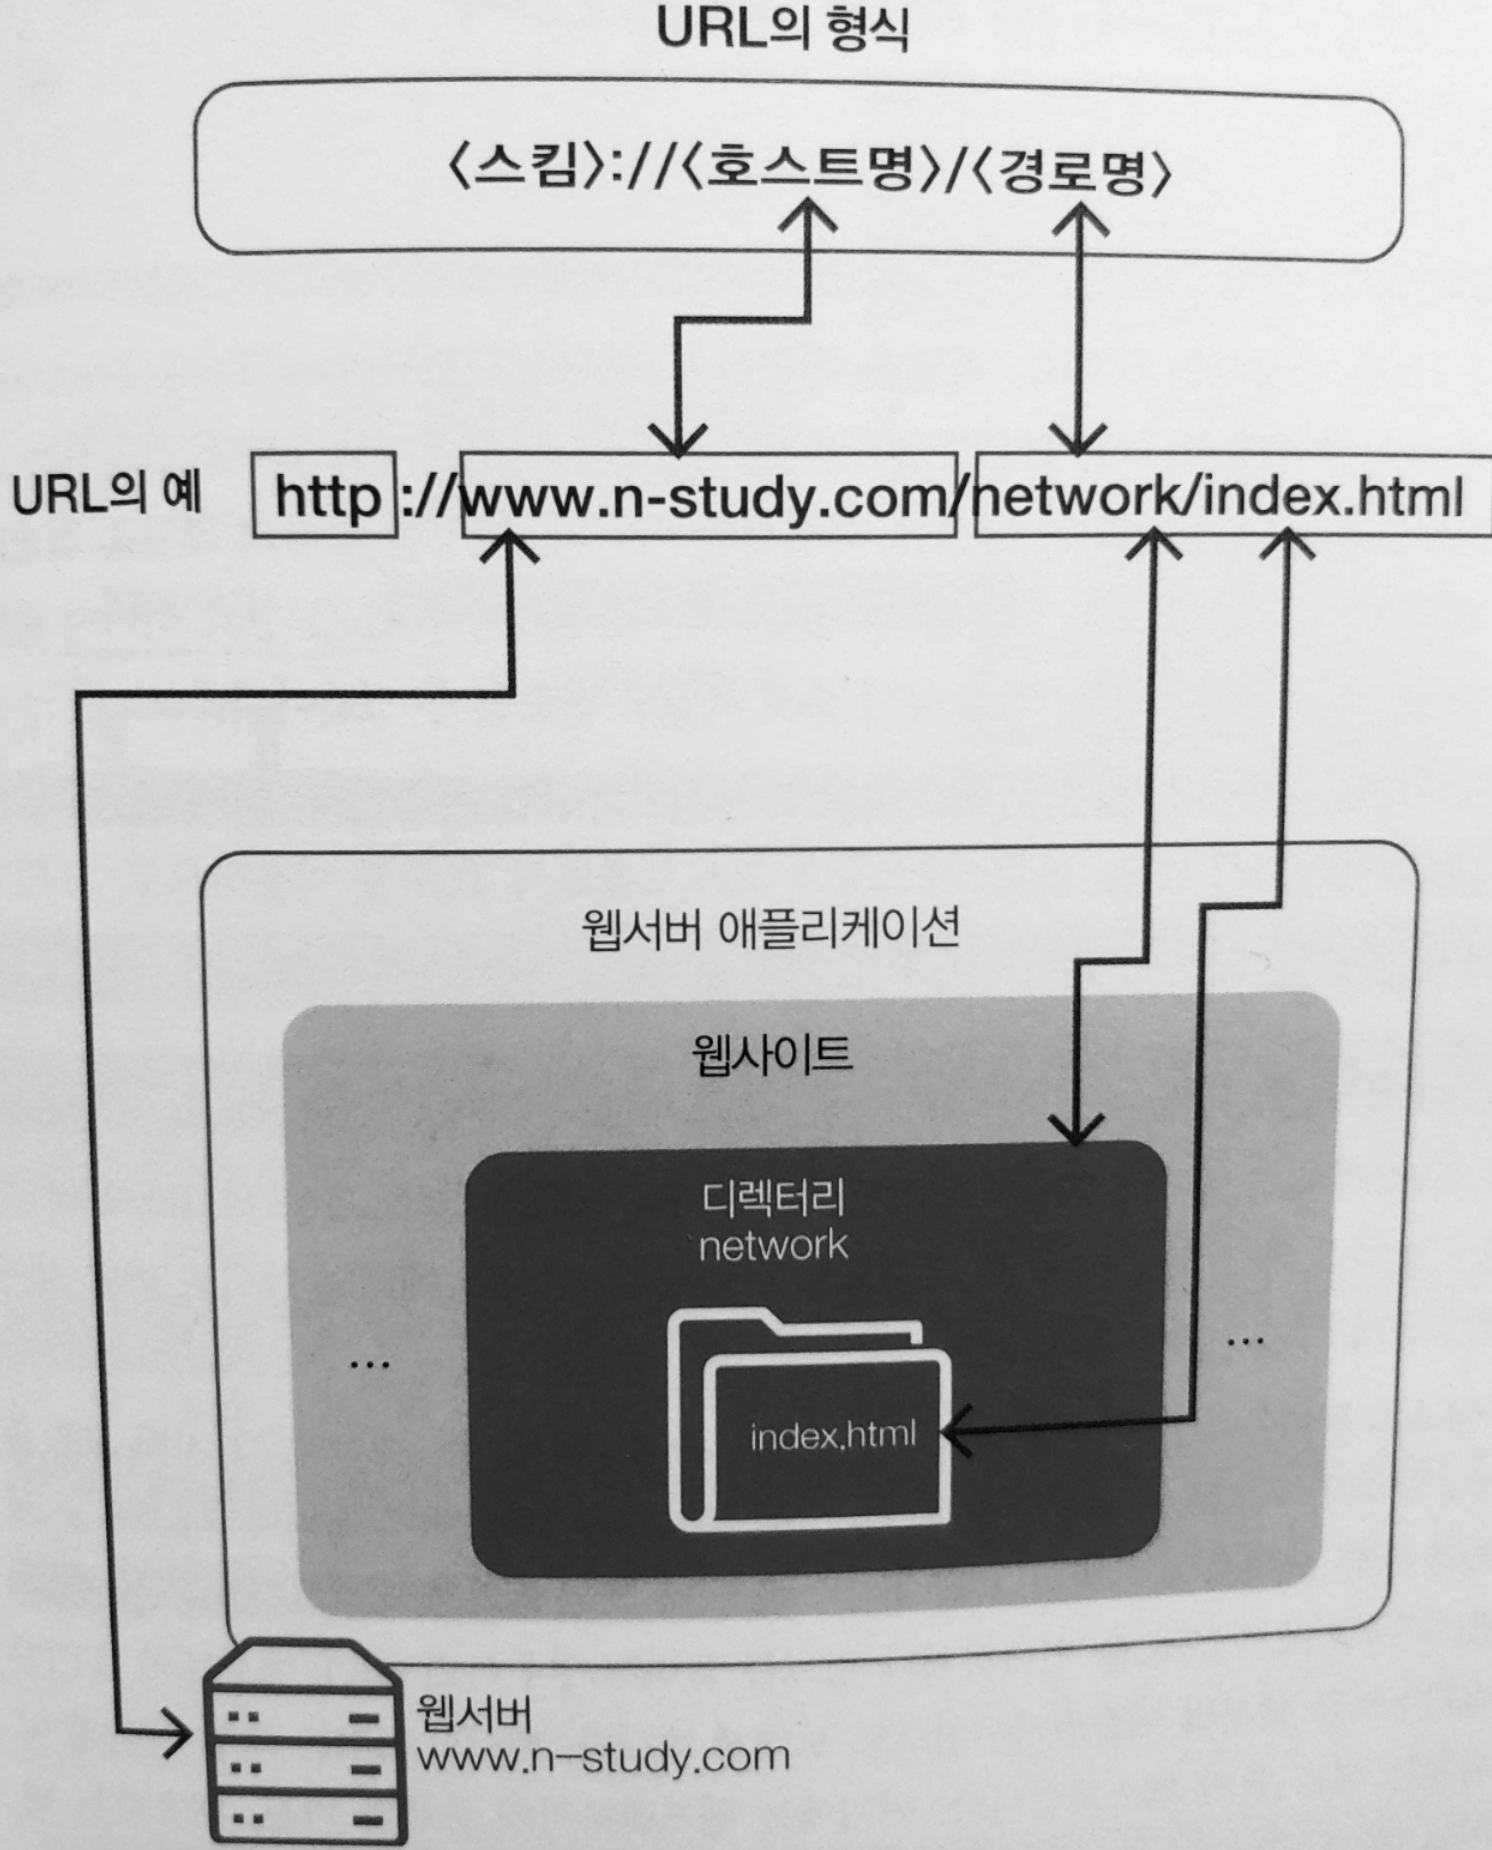 URL의 형식
〈스킴〉://〈호스트명〉/〈경로명〉
URL의 예 http://www.n-study.com/network/index.html
웹서버 애플리케이션
웹사이트
디렉터리
network
... ...
index.html
웹서버
www.n-study.com